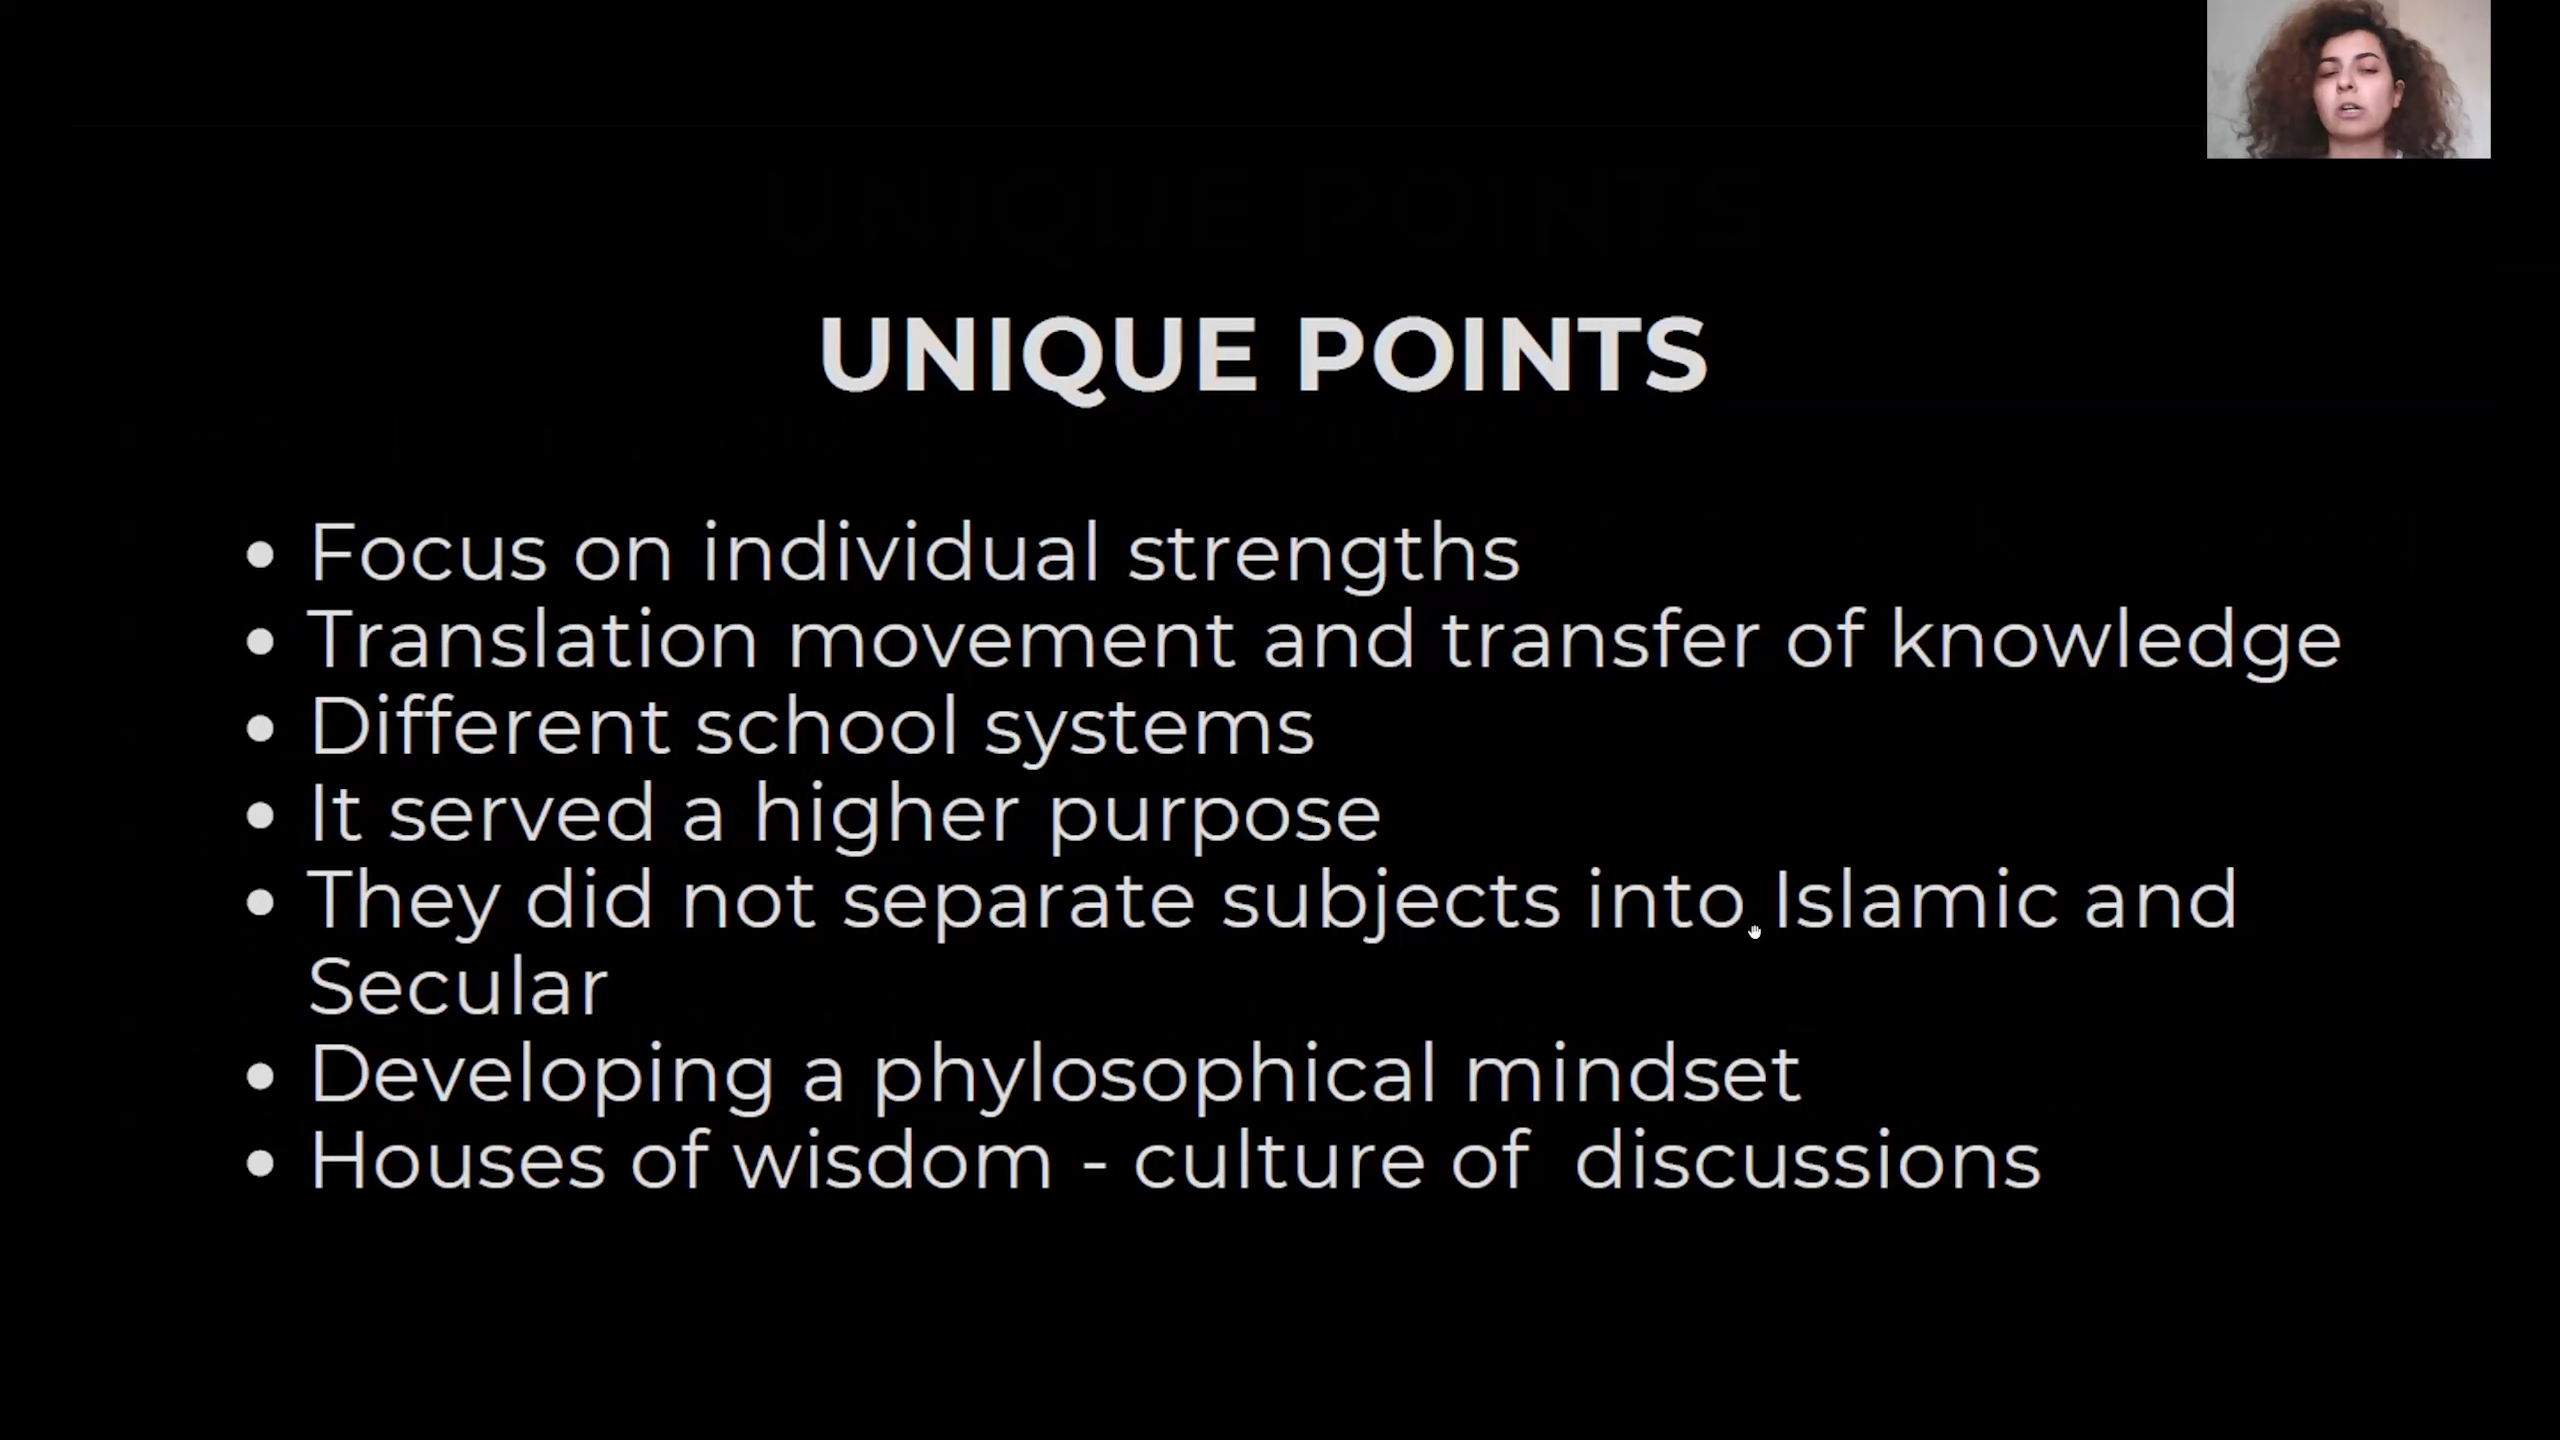 UNIQUE POINTS
• Focus on individual strengths
• Translation movement and transfer of knowledge
• Different school systems
• It served a higher purpose
• They did not separate subjects into Islamic and
Secular
• Developing a phylosophical mindset
• Houses of wisdom - culture of  discussions